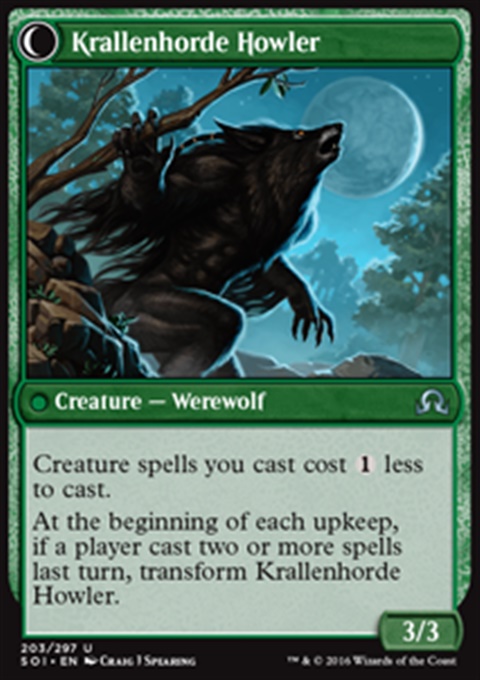 Krallenhorde Howler
Creature — Werewolf
Creature spells you cast cost 1 less
to cast.
At the beginning of each upkeep,
if a player cast two or more spells
last turn, transform Krallenhorde
Howler.
3/3
203/297 U
SOI • EN Craig J Spearing
™ & © 2016 Wizards of the Coast